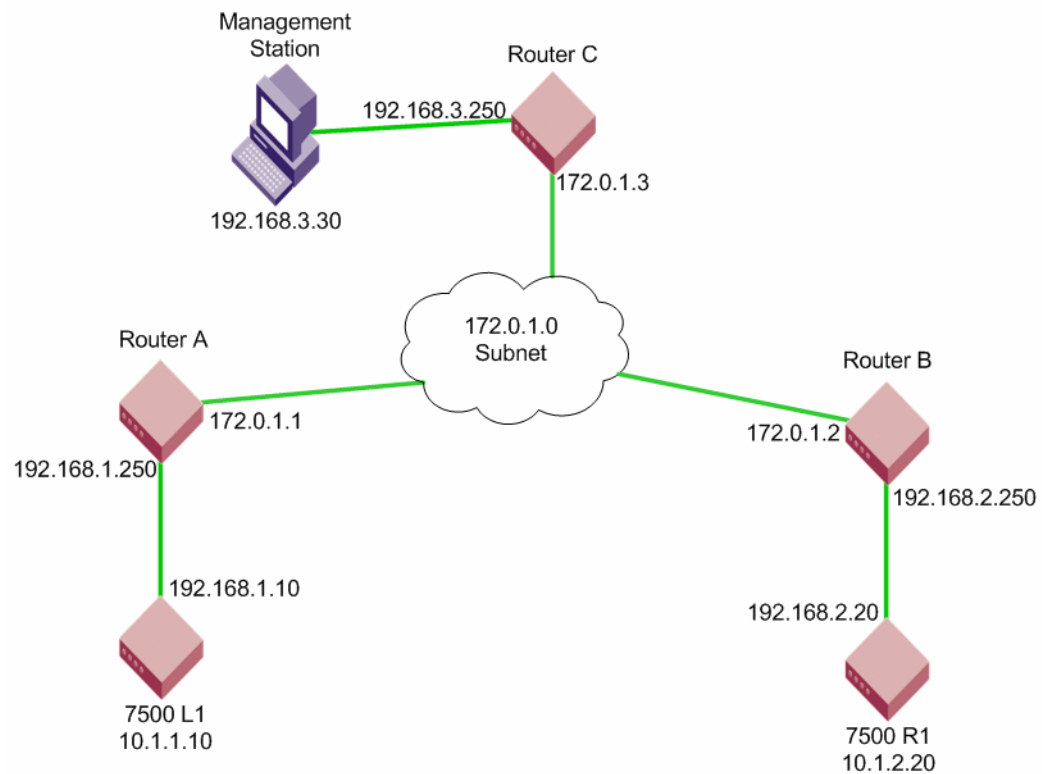 Management
Station
Router C
192.168.3.250
172.0.1.3
192.168.3.30
172.0.1.0
Subnet
Router A
172.0.1.1
192.168.1.250
Router B
172.0.1.2
192.168.2.250
192.168.1.10
7500 L1
10.1.1.10
192.168.2.20
7500 R1
10.1.2.20